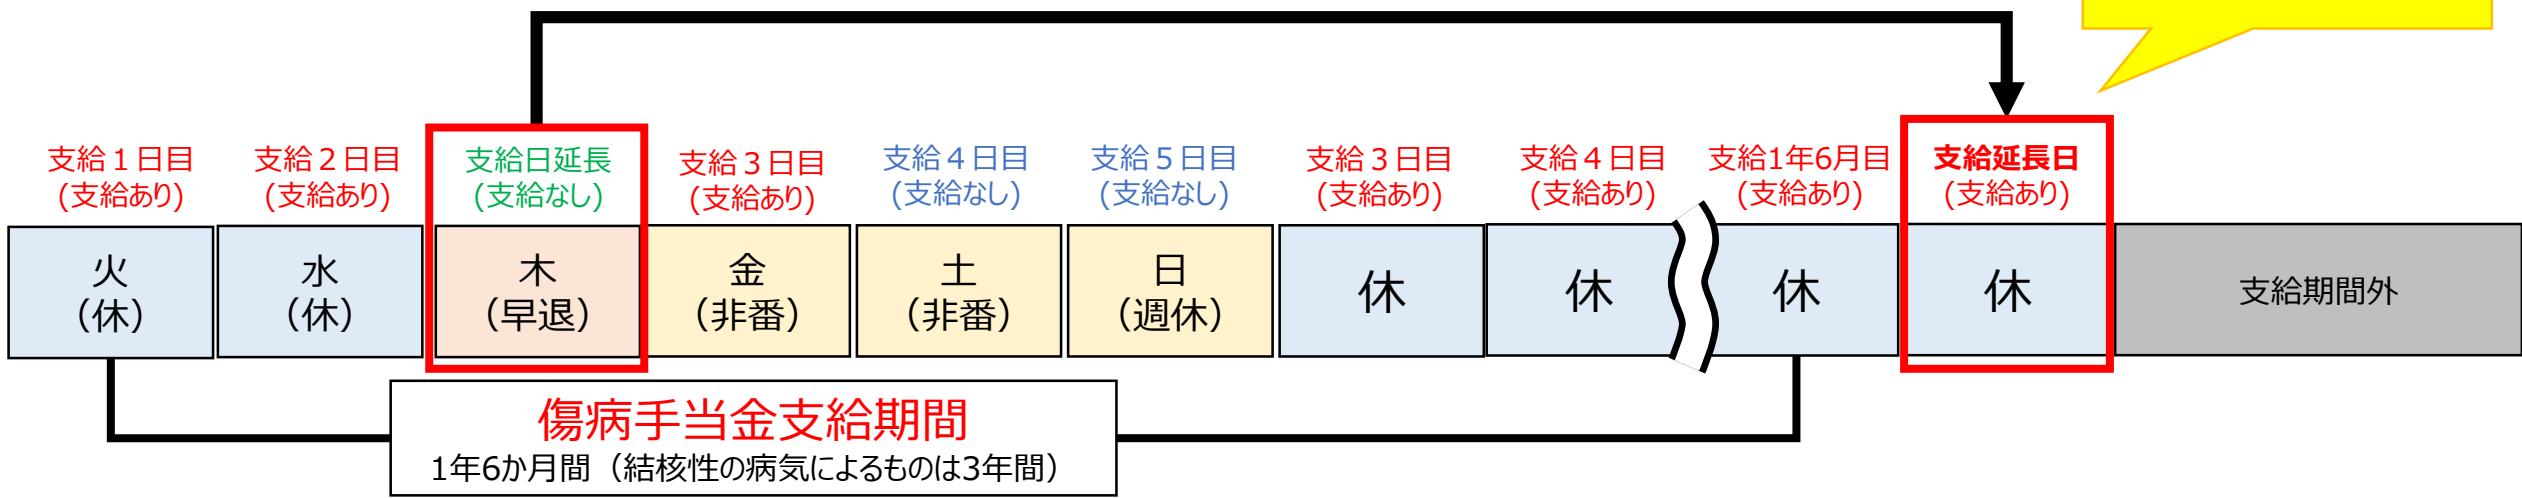 支給１日目
(支給あり)
支給２日目
(支給あり)
支給日延長
(支給なし)
支給３日目
(支給あり)
支給４日目
(支給なし)
支給５日目
(支給なし)
支給３日目
(支給あり)
支給４日目
(支給あり)
支給1年6月目
(支給あり)
支給延長日
(支給あり)
火
（休）
水
（休）
木
（早退）
金
（非番）
土
（非番）
日
（週休）
休
休
休
休
支給期間外
傷病手当金支給期間
1年6か月間（結核性の病気によるものは3年間）